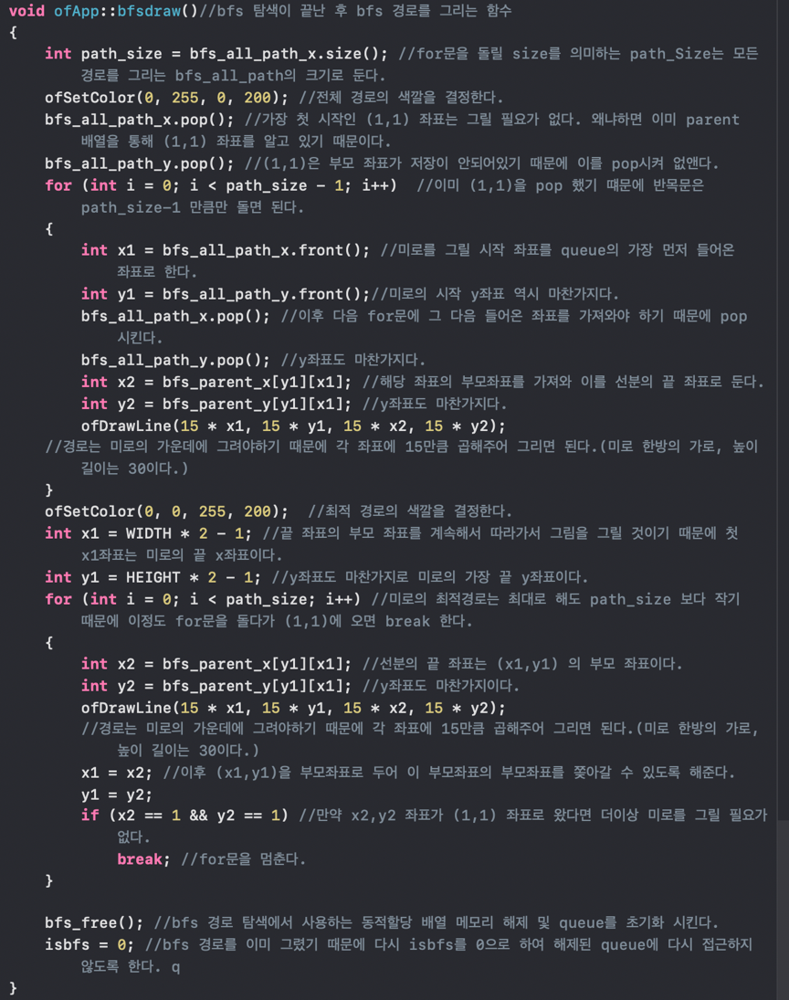 void ofApp::bfsdraw()//bfs 탐색이 끝난 후 bfs 경로를 그리는 함수
{
int path_size = bfs_all_path_x.size(); //for문을 돌릴 size를 의미하는 path_Size는 모든
경로를 그리는 bfs_all_path의 크기로 둔다.
ofSetColor(0, 255, 0, 200); //전체 경로의 색깔을 결정한다.
bfs_all_path_x.pop(); //가장 첫 시작인 (1,1) 좌표는 그릴 필요가 없다. 왜냐하면 이미 parent
배열을 통해 (1,1) 좌표를 알고 있기 때문이다.
bfs_all_path_y.pop(); //(1,1)은 부모 좌표가 저장이 안되어있기 때문에 이를 pop시켜 없앤다.
for (int i = 0; i < path_size - 1; i++)  //이미 (1,1)을 pop 했기 때문에 반목문은
path_size-1 만큼만 돌면 된다.
{
int x1 = bfs_all_path_x.front(); //미로를 그릴 시작 좌표를 queue의 가장 먼저 들어온
좌표로 한다.
int y1 = bfs_all_path_y.front();//미로의 시작 y좌표 역시 마찬가지다.
bfs_all_path_x.pop(); //이후 다음 for문에 그 다음 들어온 좌표를 가져와야 하기 때문에 pop
시킨다.
bfs_all_path_y.pop(); //y좌표도 마찬가지다.
int x2 = bfs_parent_x[y1][x1]; //해당 좌표의 부모좌표를 가져와 이를 선분의 끝 좌표로 둔다.
int y2 = bfs_parent_y[y1][x1]; //y좌표도 마찬가지다.
ofDrawLine(15 * x1, 15 * y1, 15 * x2, 15 * y2);
//경로는 미로의 가운데에 그려야하기 때문에 각 좌표에 15만큼 곱해주어 그리면 된다.(미로 한방의 가로, 높이
길이는 30이다.)
}
ofSetColor(0, 0, 255, 200);  //최적 경로의 색깔을 결정한다.
int x1 = WIDTH * 2 - 1; //끝 좌표의 부모 좌표를 계속해서 따라가서 그림을 그릴 것이기 때문에 첫
x1좌표는 미로의 끝 x좌표이다.
int y1 = HEIGHT * 2 - 1; //y좌표도 마찬가지로 미로의 가장 끝 y좌표이다.
for (int i = 0; i < path_size; i++) //미로의 최적경로는 최대로 해도 path_size 보다 작기
때문에 이정도 for문을 돌다가 (1,1)에 오면 break 한다.
{
int x2 = bfs_parent_x[y1][x1]; //선분의 끝 좌표는 (x1,y1) 의 부모 좌표이다.
int y2 = bfs_parent_y[y1][x1]; //y좌표도 마찬가지이다.
ofDrawLine(15 * x1, 15 * y1, 15 * x2, 15 * y2);
//경로는 미로의 가운데에 그려야하기 때문에 각 좌표에 15만큼 곱해주어 그리면 된다.(미로 한방의 가로,
높이 길이는 30이다.)
x1 = x2; //이후 (x1,y1)을 부모좌표로 두어 이 부모좌표의 부모좌표를 쫒아갈 수 있도록 해준다.
y1 = y2;
if (x2 == 1 && y2 == 1) //만약 x2,y2 좌표가 (1,1) 좌표로 왔다면 더이상 미로를 그릴 필요가
없다.
break; //for문을 멈춘다.
}
bfs_free(); //bfs 경로 탐색에서 사용하는 동적할당 배열 메모리 해제 및 queue를 초기화 시킨다.
isbfs = 0; //bfs 경로를 이미 그렸기 때문에 다시 isbfs를 0으로 하여 해제된 queue에 다시 접근하지
않도록 한다. q
}